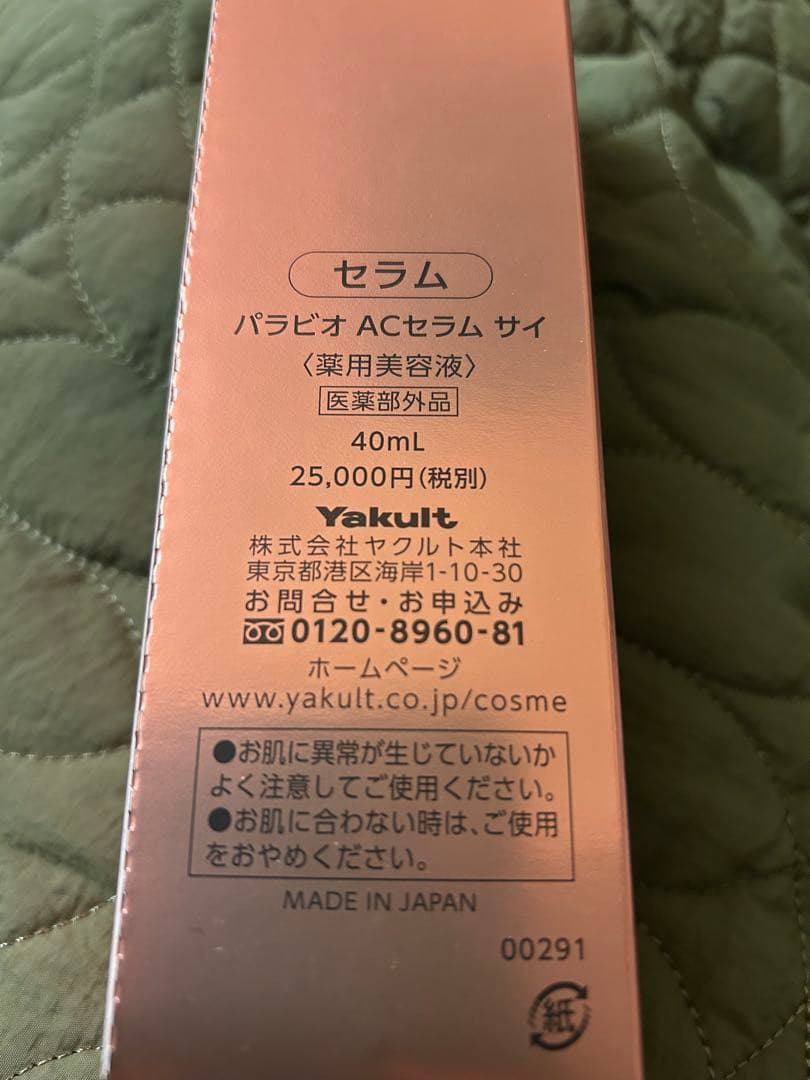 セラム
パラビオ ACセラム サイ
〈薬用美容液〉
医薬部外品
40mL
25,000円(税別)
Yakult
株式会社ヤクルト本社
東京都港区海岸1-10-30
お問合せ・お申込み
0120-8960-81
ホームページ
www.yakult.co.jp/cosme
●お肌に異常が生じていないか
よく注意してご使用ください。
●お肌に合わない時は、ご使用
をおやめください。
MADE IN JAPAN
00291
紙